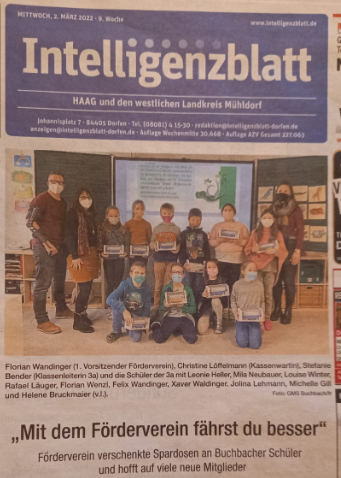 MITTWOCH, 2. MÄRZ 2022 · 9. Woche
www.intelligenzblatt.de
Intelligenzblatt
HAAG und den westlichen Landkreis Mühldorf
Johannisplatz 7 · 84405 Dorfen · Tel. (08081) 4 15-30 · redaktion@intelligenzblatt-dorfen.de
anzeigen@intelligenzblatt-dorfen.de · Auflage Wochenmitte 30.468 · Auflage AZV Gesamt
Florian Wandinger (1. Vorsitzender Förderverein), Christine Löffelmann (Kassenwartin), Stefanie
Bender (Klassenleiterin 3a) und die Schüler der 3a mit Leonie Heller, Mila Neubauer, Louise Winter,
Rafael Läuger, Florian Wenzl, Felix Wandinger, Xaver Waldinger, Jolina Lehmann, Michelle Gill
und Helene Bruckmaier (v.l.).
Foto: GMS Buchbach/fr
„Mit dem Förderverein fährst du besser“
Förderverein verschenkte Spardosen an Buchbacher Schüler
und hofft auf viele neue Mitglieder